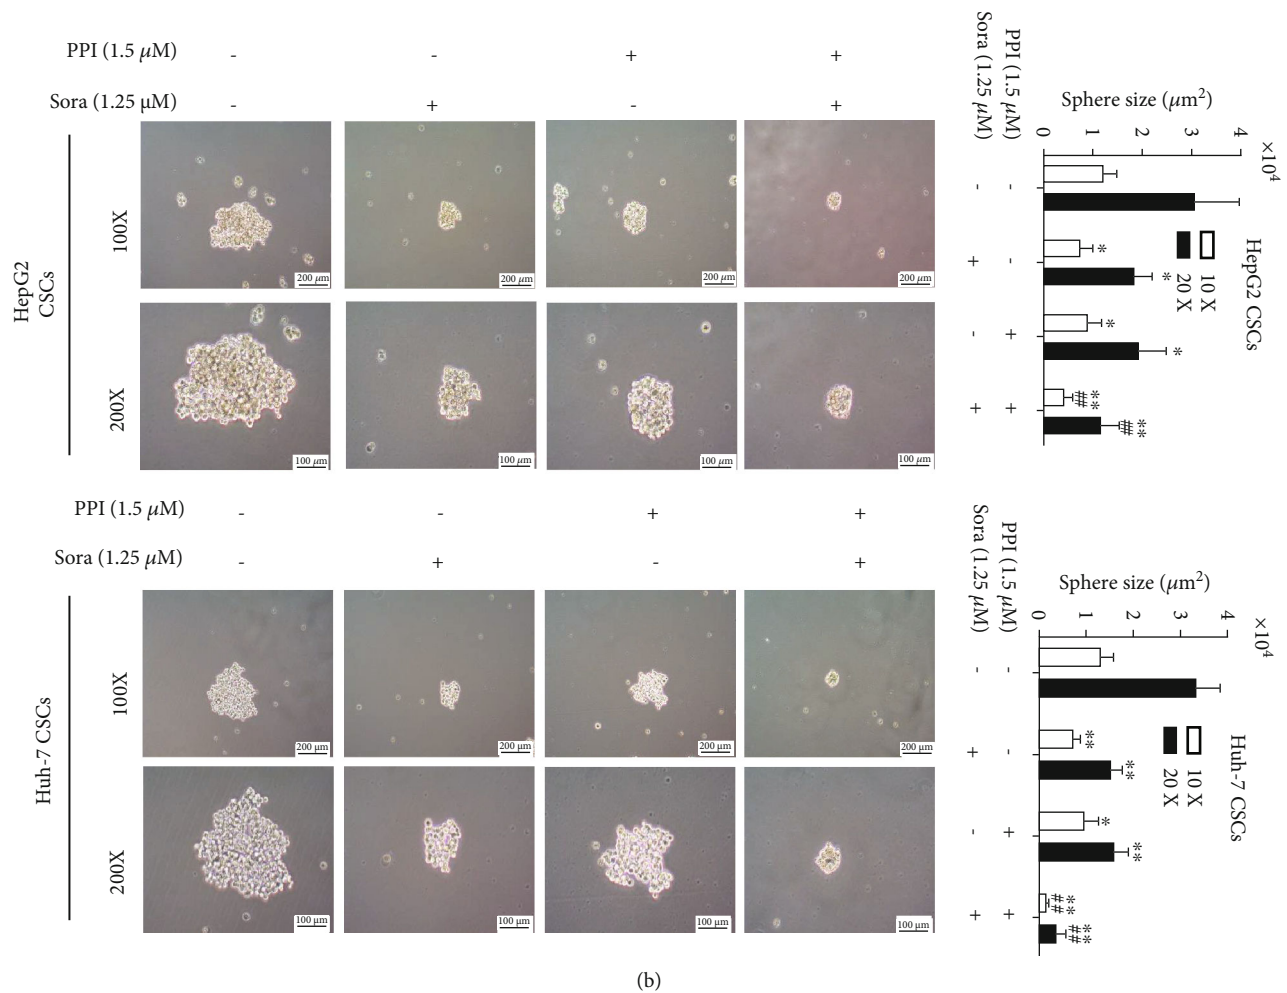 PPI (1.5 μM) - - + +
Sora (1.25 μM) - + - +
HepG2
CSCs
100X
200 μm
200 μm
200 μm
200 μm
200X
100 μm
100 μm
100 μm
100 μm
PPI (1.5 μM) - - + +
Sora (1.25 μM) - + - +
Huh-7 CSCs
100X
200 μm
200 μm
200 μm
200 μm
200X
100 μm
100 μm
100 μm
100 μm
HepG2 CSCs
10 X
20 X
×10⁴
Sphere size (μm²)
0 1 2 3 4
* * * * ** ## ** ##
PPI (1.5 μM) - - + +
Sora (1.25 μM) - + - +
Huh-7 CSCs
10 X
20 X
×10⁴
Sphere size (μm²)
0 1 2 3 4
** ** * ** ** ## ** ##
PPI (1.5 μM) - - + +
Sora (1.25 μM) - + - +
(b)